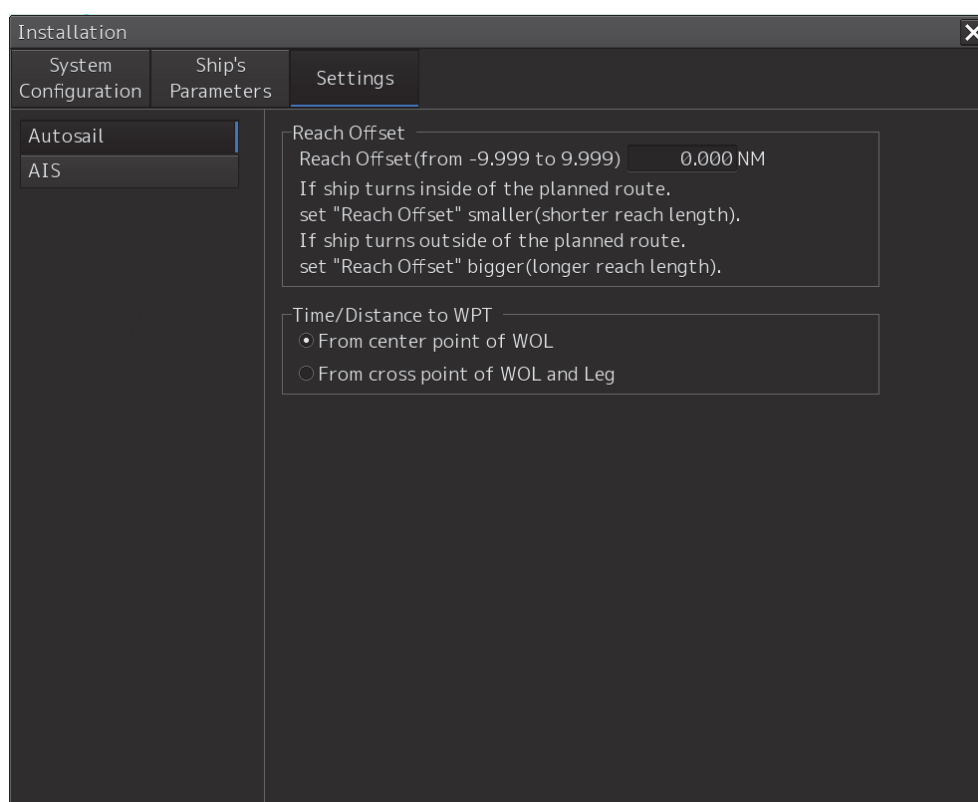 Installation
System
Configuration
Ship's
Parameters
Settings
Autosail
AIS
Reach Offset
Reach Offset(from -9.999 to 9.999) 0.000 NM
If ship turns inside of the planned route.
set "Reach Offset" smaller(shorter reach length).
If ship turns outside of the planned route.
set "Reach Offset" bigger(longer reach length).
Time/Distance to WPT
From center point of WOL
From cross point of WOL and Leg